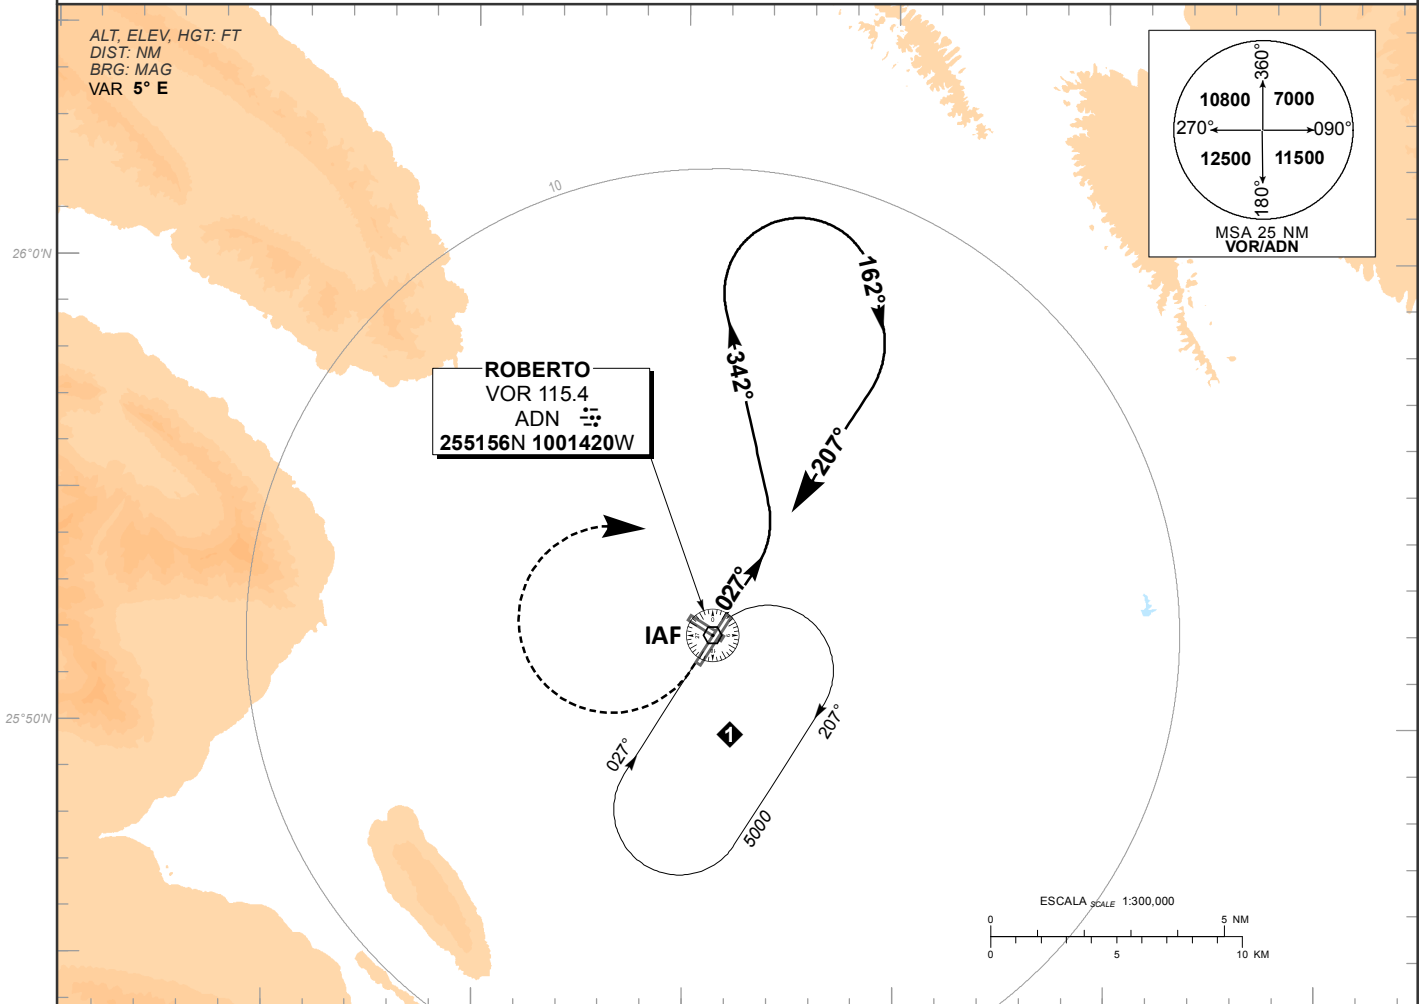 ALT, ELEV, HGT: FT
DIST: NM
BRG: MAG
VAR 5° E
10
360°
10800 7000
270° 090°
12500 11500
180°
MSA 25 NM
VOR/ADN
26°0'N
162°
342°
ROBERTO
VOR 115.4
ADN
255156N 1001420W
207°
027°
IAF
25°50'N
1
207°
027°
5000
ESCALA SCALE 1:300,000
0 5 NM
0 5 10 KM